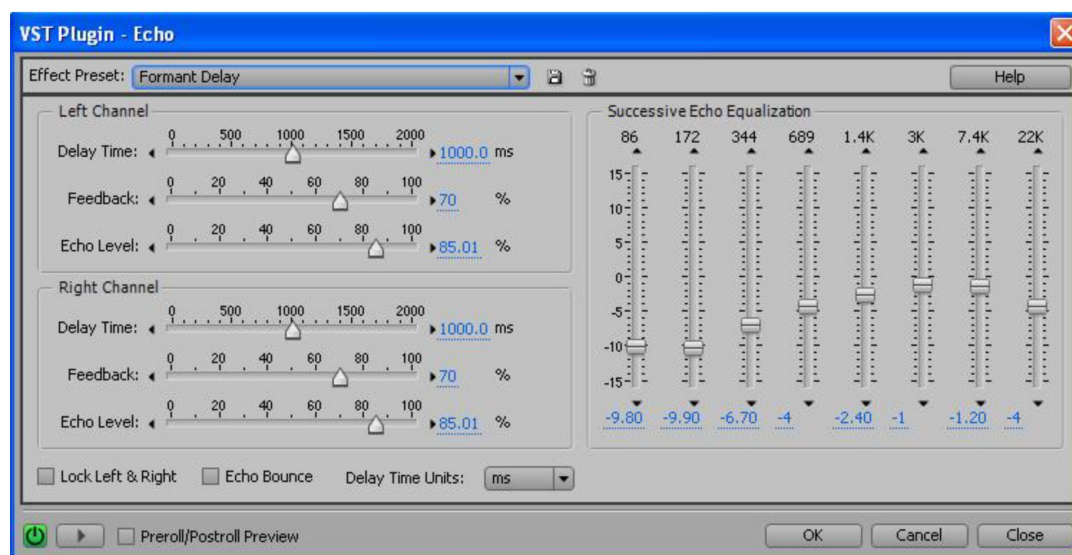 VST Plugin - Echo
Effect Preset: Formant Delay Help
Left Channel
0 500 1000 1500 2000
Delay Time: 1000.0 ms
0 20 40 60 80 100
Feedback: 70 %
0 20 40 60 80 100
Echo Level: 85.01 %
Right Channel
0 500 1000 1500 2000
Delay Time: 1000.0 ms
0 20 40 60 80 100
Feedback: 70 %
0 20 40 60 80 100
Echo Level: 85.01 %
Successive Echo Equalization
86 172 344 689 1.4K 3K 7.4K 22K
15
10
5
0
-5
-10
-15
-9.80 -9.90 -6.70 -4 -2.40 -1 -1.20 -4
Lock Left & Right Echo Bounce Delay Time Units: ms
Preroll/Postroll Preview OK Cancel Close